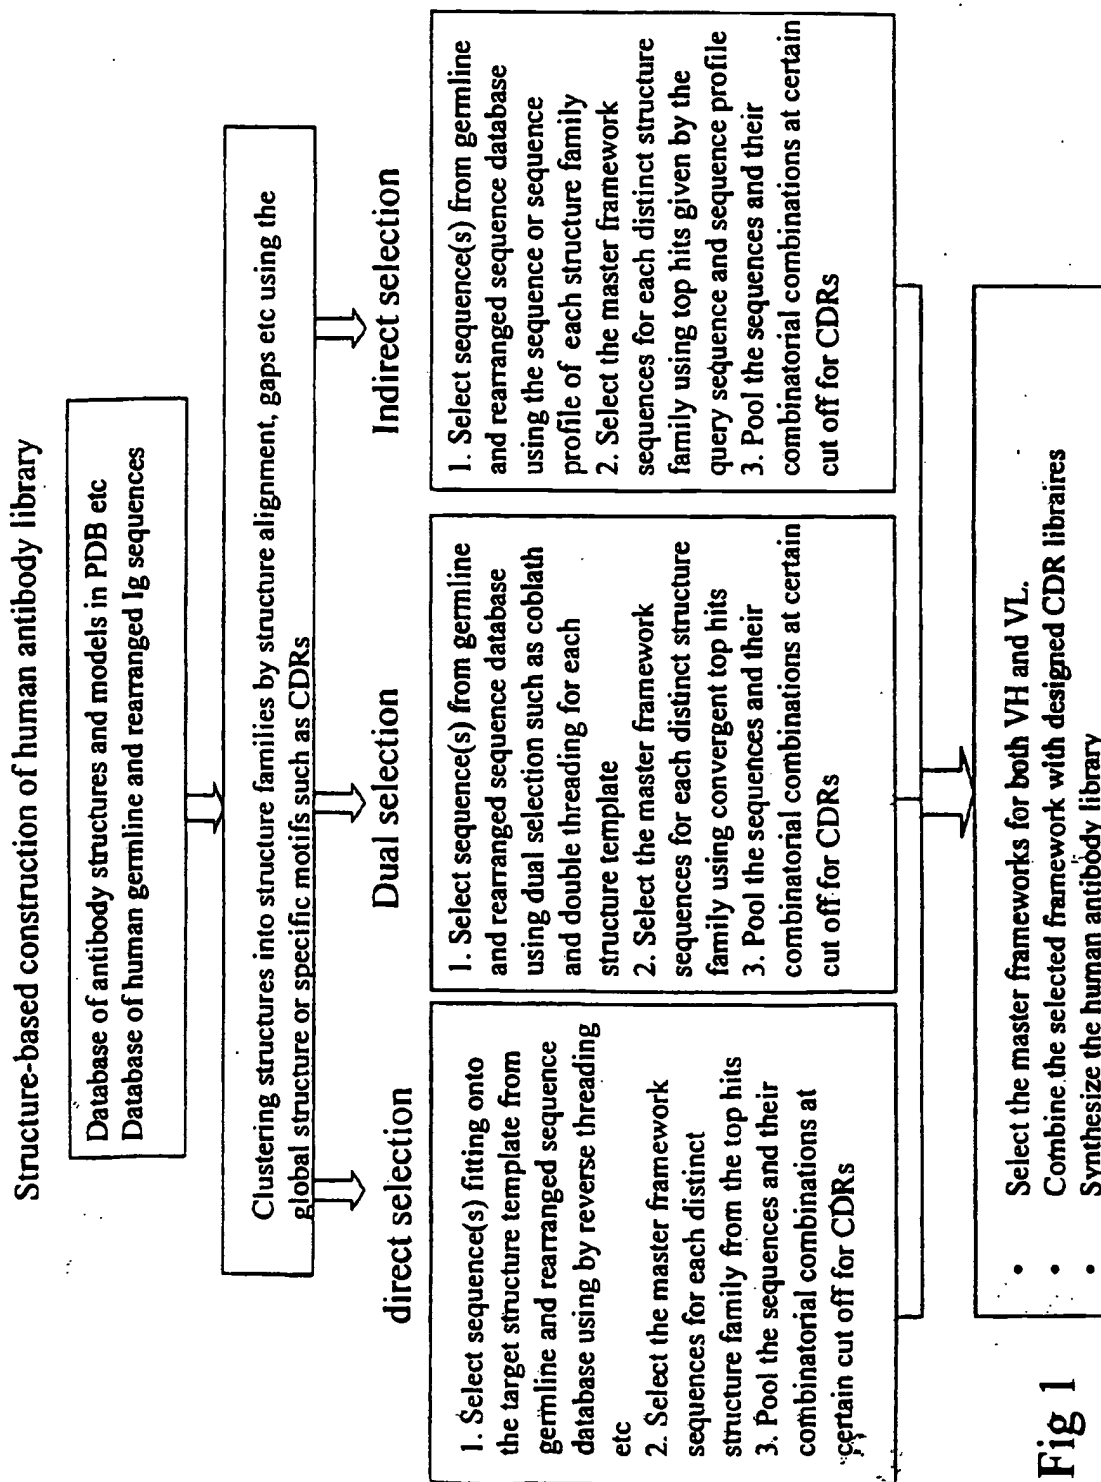 Structure-based construction of human antibody library
Database of antibody structures and models in PDB etc
Database of human germline and rearranged Ig sequences
Clustering structures into structure families by structure alignment, gaps etc using the
global structure or specific motifs such as CDRs
direct selection
1. Select sequence(s) fitting onto
the target structure template from
germline and rearranged sequence
database using by reverse threading
etc
2. Select the master framework
sequences for each distinct
structure family from the top hits
3. Pool the sequences and their
combinatorial combinations at
certain cut off for CDRs
Dual selection
1. Select sequence(s) from germline
and rearranged sequence database
using dual selection such as coblath
and double threading for each
structure template
2. Select the master framework
sequences for each distinct structure
family using convergent top hits
3. Pool the sequences and their
combinatorial combinations at certain
cut off for CDRs
Indirect selection
1. Select sequence(s) from germline
and rearranged sequence database
using the sequence or sequence
profile of each structure family
2. Select the master framework
sequences for each distinct structure
family using top hits given by the
query sequence and sequence profile
3. Pool the sequences and their
combinatorial combinations at certain
cut off for CDRs
• Select the master frameworks for both VH and VL.
• Combine the selected framework with designed CDR libraires
• Synthesize the human antibody library
Fig 1